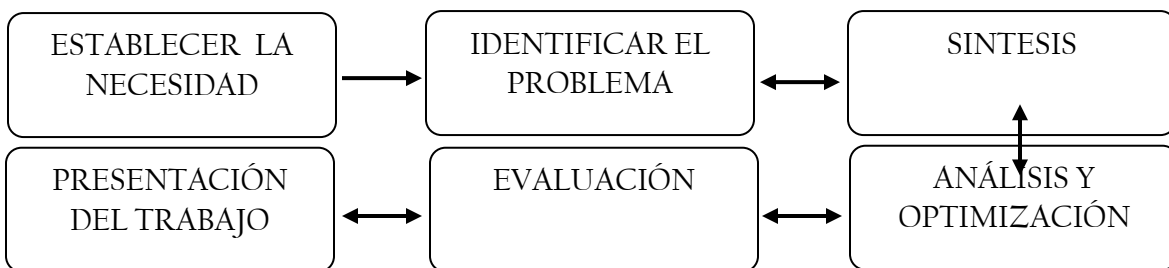 ESTABLECER LA
NECESIDAD
IDENTIFICAR EL
PROBLEMA
SINTESIS
PRESENTACIÓN
DEL TRABAJO
EVALUACIÓN
ANÁLISIS Y
OPTIMIZACIÓN